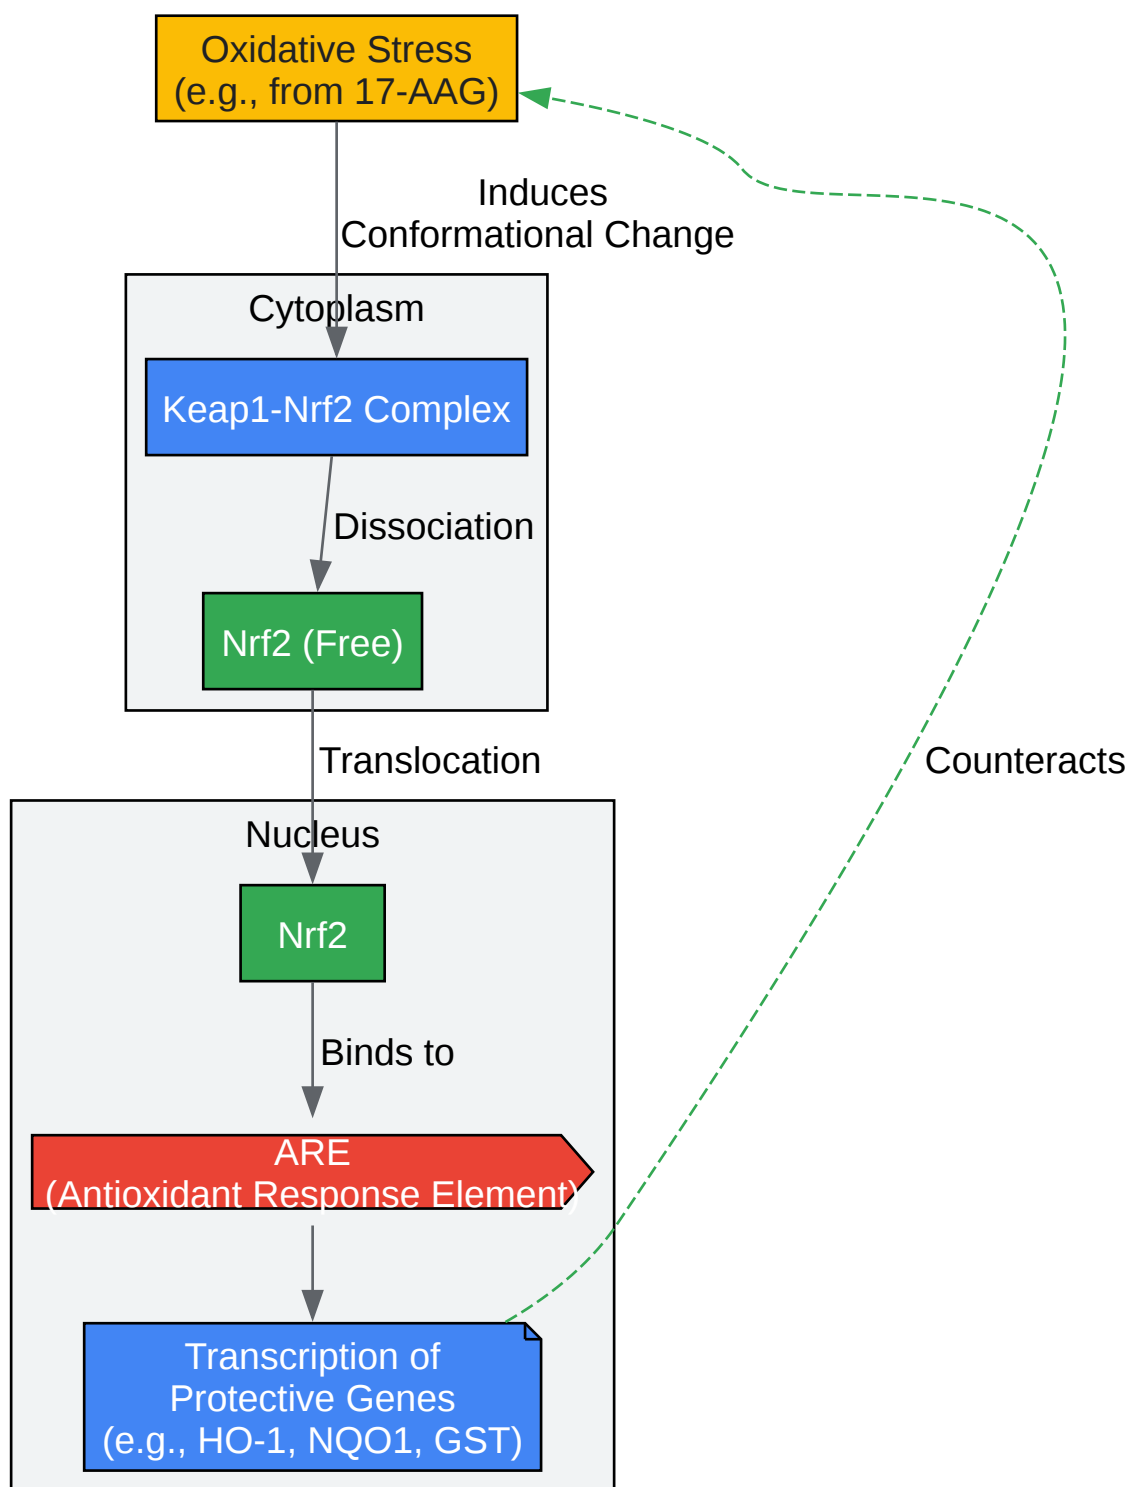 Oxidative Stress
(e.g., from 17-AAG)
Induces
Conformational Change
Cytoplasm
Keap1-Nrf2 Complex
Dissociation
Nrf2 (Free)
Translocation
Counteracts
Nucleus
Nrf2
Binds to
ARE
(Antioxidant Response Element)
Transcription of
Protective Genes
(e.g., HO-1, NQO1, GST)